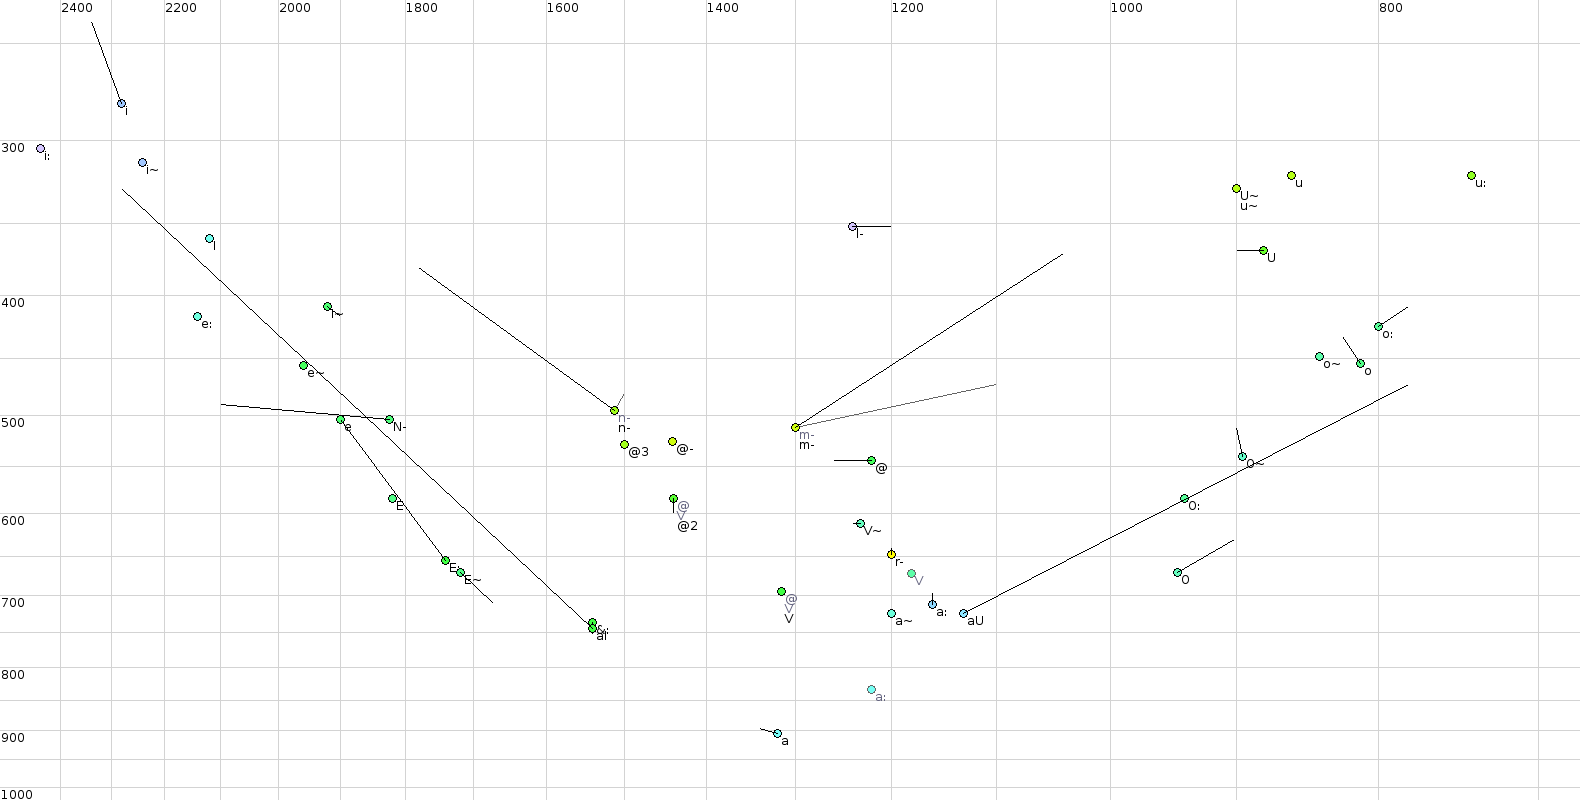 2400 2200 2000 1800 1600 1400 1200 1000 800
i
300
i:
i~
u
u:
U~
u~
I
I-
U
400
I~
e:
o:
e~
o~
o
n-
n-
500
e
N-
m-
m-
@3
@-
@
O~
E
O:
@
V
@2
600
V~
r-
E:
E~
V
O
@
V
V
700
a:
a~
aU
&:
aI
800
a:
900
a
1000